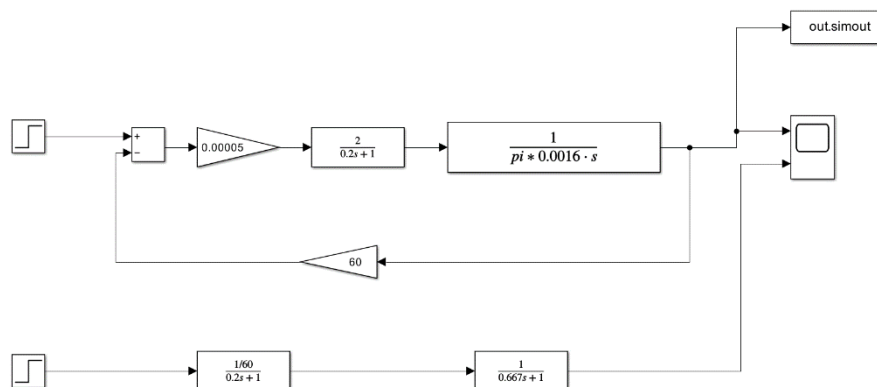 out.simout
+
−
0.00005
2
0.2s + 1
1
pi * 0.0016 · s
60
1/60
0.2s + 1
1
0.667s + 1